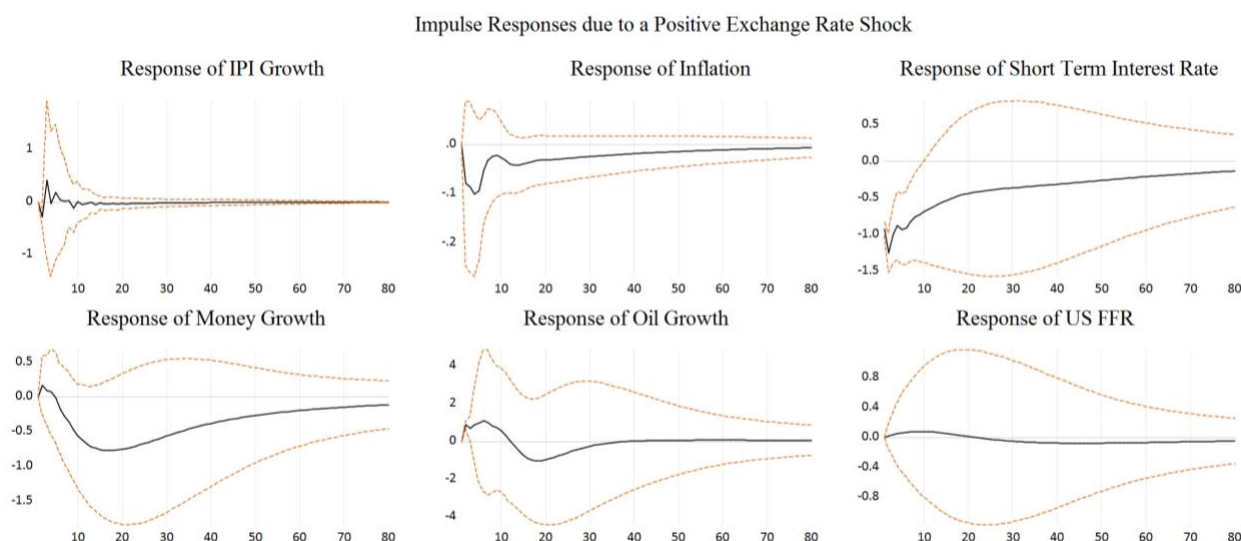 Impulse Responses due to a Positive Exchange Rate Shock
Response of IPI Growth
1
0
-1
10 20 30 40 50 60 70 80
Response of Inflation
.0
-.1
-.2
10 20 30 40 50 60 70 80
Response of Short Term Interest Rate
0.5
0.0
-0.5
-1.0
-1.5
10 20 30 40 50 60 70 80
Response of Money Growth
0.5
0.0
-0.5
-1.0
-1.5
10 20 30 40 50 60 70 80
Response of Oil Growth
4
2
0
-2
-4
10 20 30 40 50 60 70 80
Response of US FFR
0.8
0.4
0.0
-0.4
-0.8
10 20 30 40 50 60 70 80